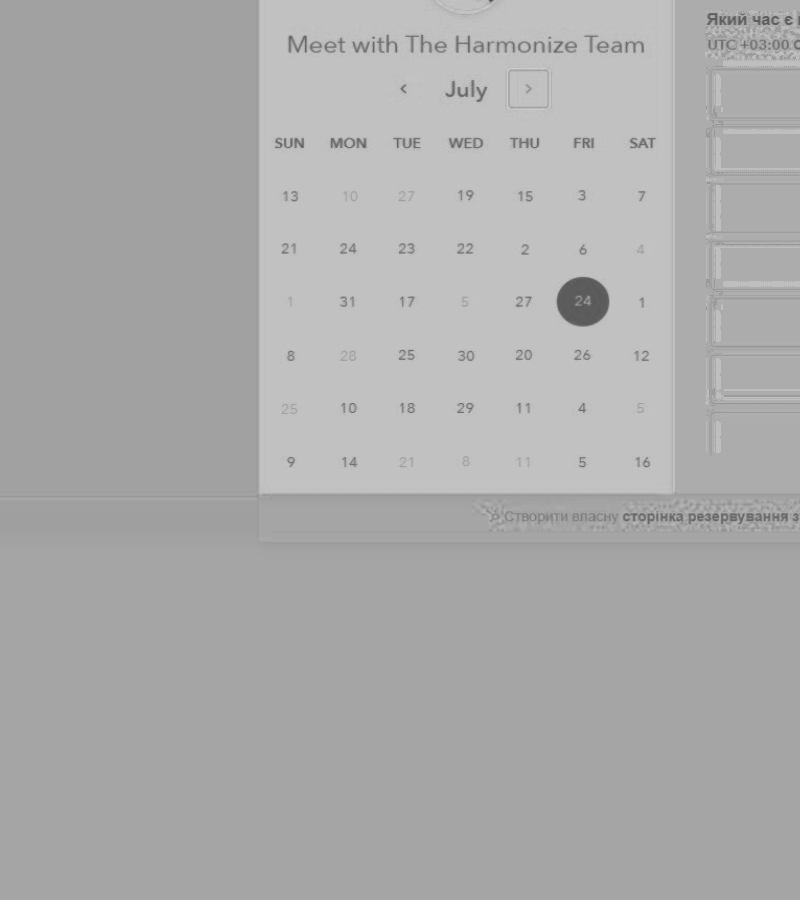 Meet with The Harmonize Team
July
SUN MON TUE WED THU FRI SAT
13 10 27 19 15 3 7
21 24 23 22 2 6 4
1 31 17 5 27 24 1
8 28 25 30 20 26 12
25 10 18 29 11 4 5
9 14 21 8 11 5 16
Який час є
UTC +03:00
Створити власну сторінка резервування з